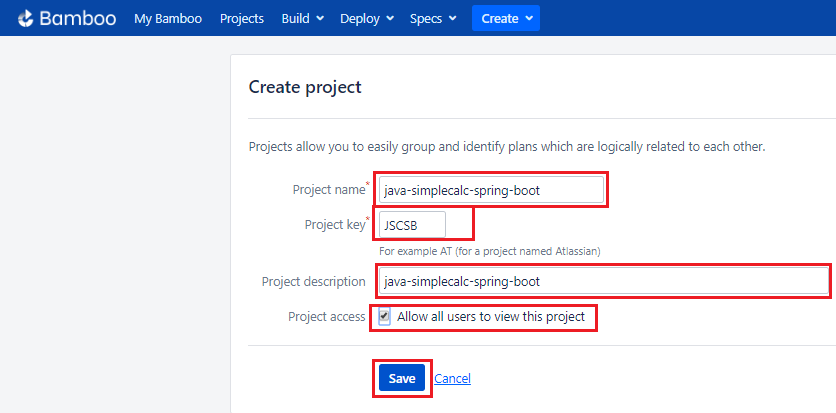 Bamboo My Bamboo Projects Build Deploy Specs Create
Create project
Projects allow you to easily group and identify plans which are logically related to each other.
Project name* java-simplecalc-spring-boot
Project key* JSCSB
For example AT (for a project named Atlassian)
Project description java-simplecalc-spring-boot
Project access Allow all users to view this project
Save Cancel